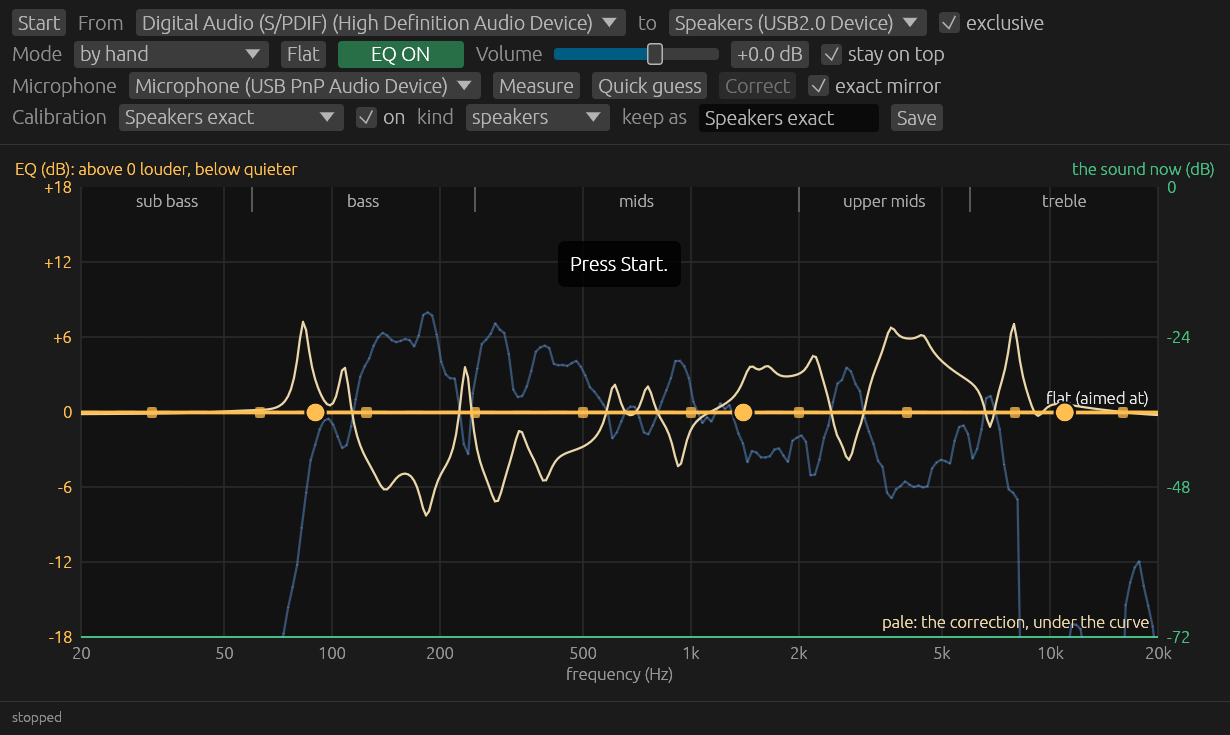 Start From Digital Audio (S/PDIF) (High Definition Audio Device) to Speakers (USB2.0 Device) exclusive
Mode by hand Flat EQ ON Volume +0.0 dB stay on top
Microphone Microphone (USB PnP Audio Device) Measure Quick guess Correct exact mirror
Calibration Speakers exact on kind speakers keep as Speakers exact Save
EQ (dB): above 0 louder, below quieter the sound now (dB)
+18 0
sub bass bass mids upper mids treble
+12
Press Start.
+6 -24
flat (aimed at)
0
-6 -48
-12
pale: the correction, under the curve
-18 -72
20 50 100 200 500 1k 2k 5k 10k 20k
frequency (Hz)
stopped